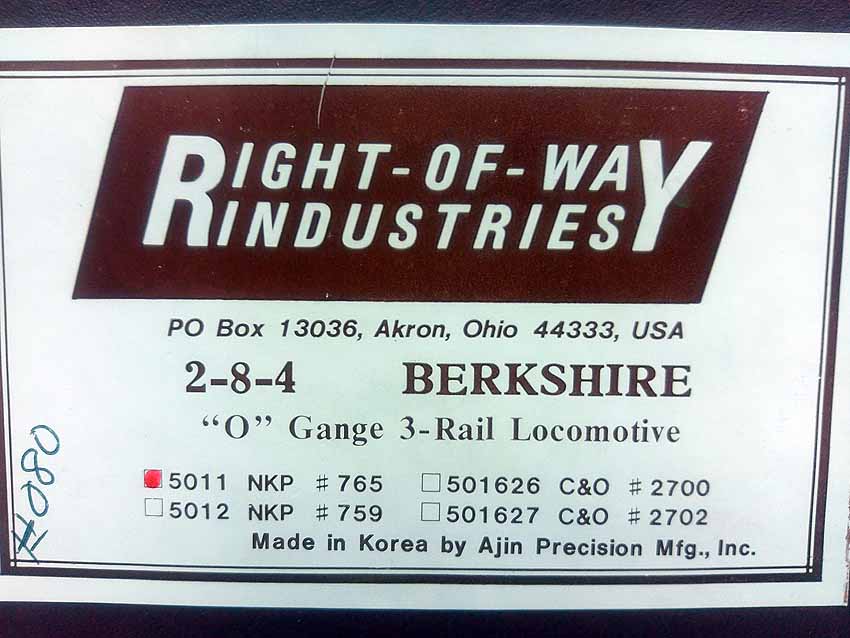 RIGHT-OF-WAY
INDUSTRIES
PO Box 13036, Akron, Ohio 44333, USA
2-8-4 BERKSHIRE
“O” Gange 3-Rail Locomotive
5011 NKP #765 501626 C&O #2700
5012 NKP #759 501627 C&O #2702
Made in Korea by Ajin Precision Mfg., Inc.
#080